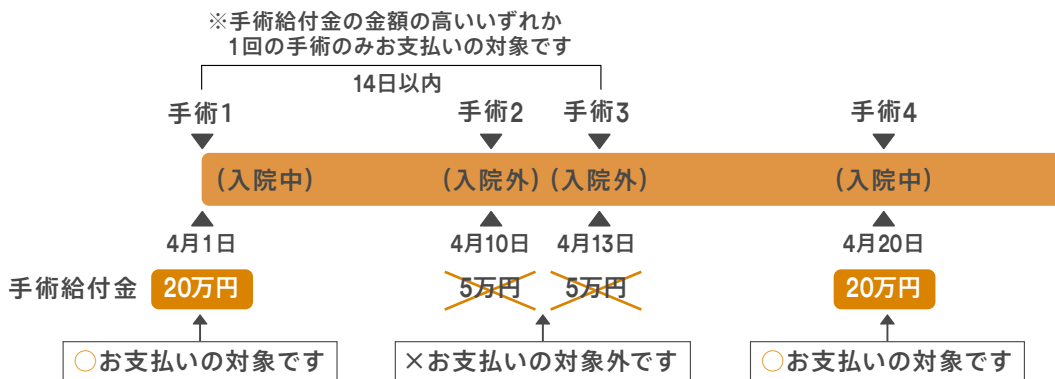 ※手術給付金の金額の高いいずれか
1回の手術のみお支払いの対象です
14日以内
手術1 手術2 手術3 手術4
(入院中) (入院外) (入院外) (入院中)
4月1日 4月10日 4月13日 4月20日
手術給付金 20万円 5万円 5万円 20万円
○お支払いの対象です ×お支払いの対象外です ○お支払いの対象です